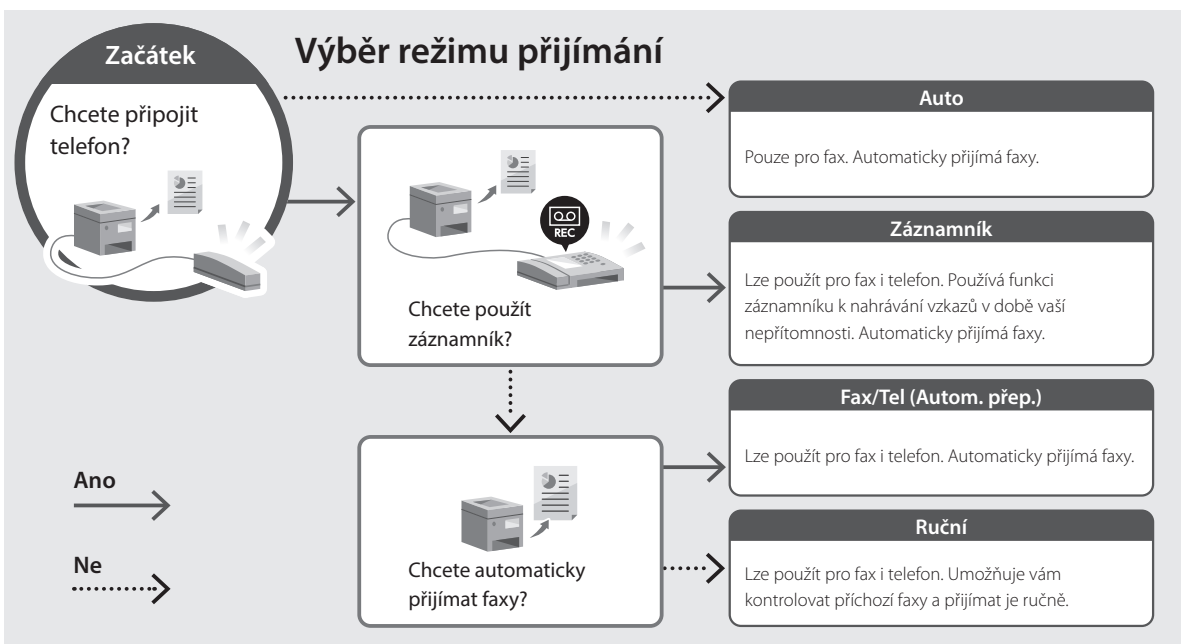 Výběr režimu přijímání
Začátek
Chcete připojit
telefon?
REC
Chcete použít
záznamník?
Chcete automaticky
přijímat faxy?
Ano
Ne
Auto
Pouze pro fax. Automaticky přijímá faxy.
Záznamník
Lze použít pro fax i telefon. Používá funkci
záznamníku k nahrávání vzkazů v době vaší
nepřítomnosti. Automaticky přijímá faxy.
Fax/Tel (Autom. přep.)
Lze použít pro fax i telefon. Automaticky přijímá faxy.
Ruční
Lze použít pro fax i telefon. Umožňuje vám
kontrolovat příchozí faxy a přijímat je ručně.